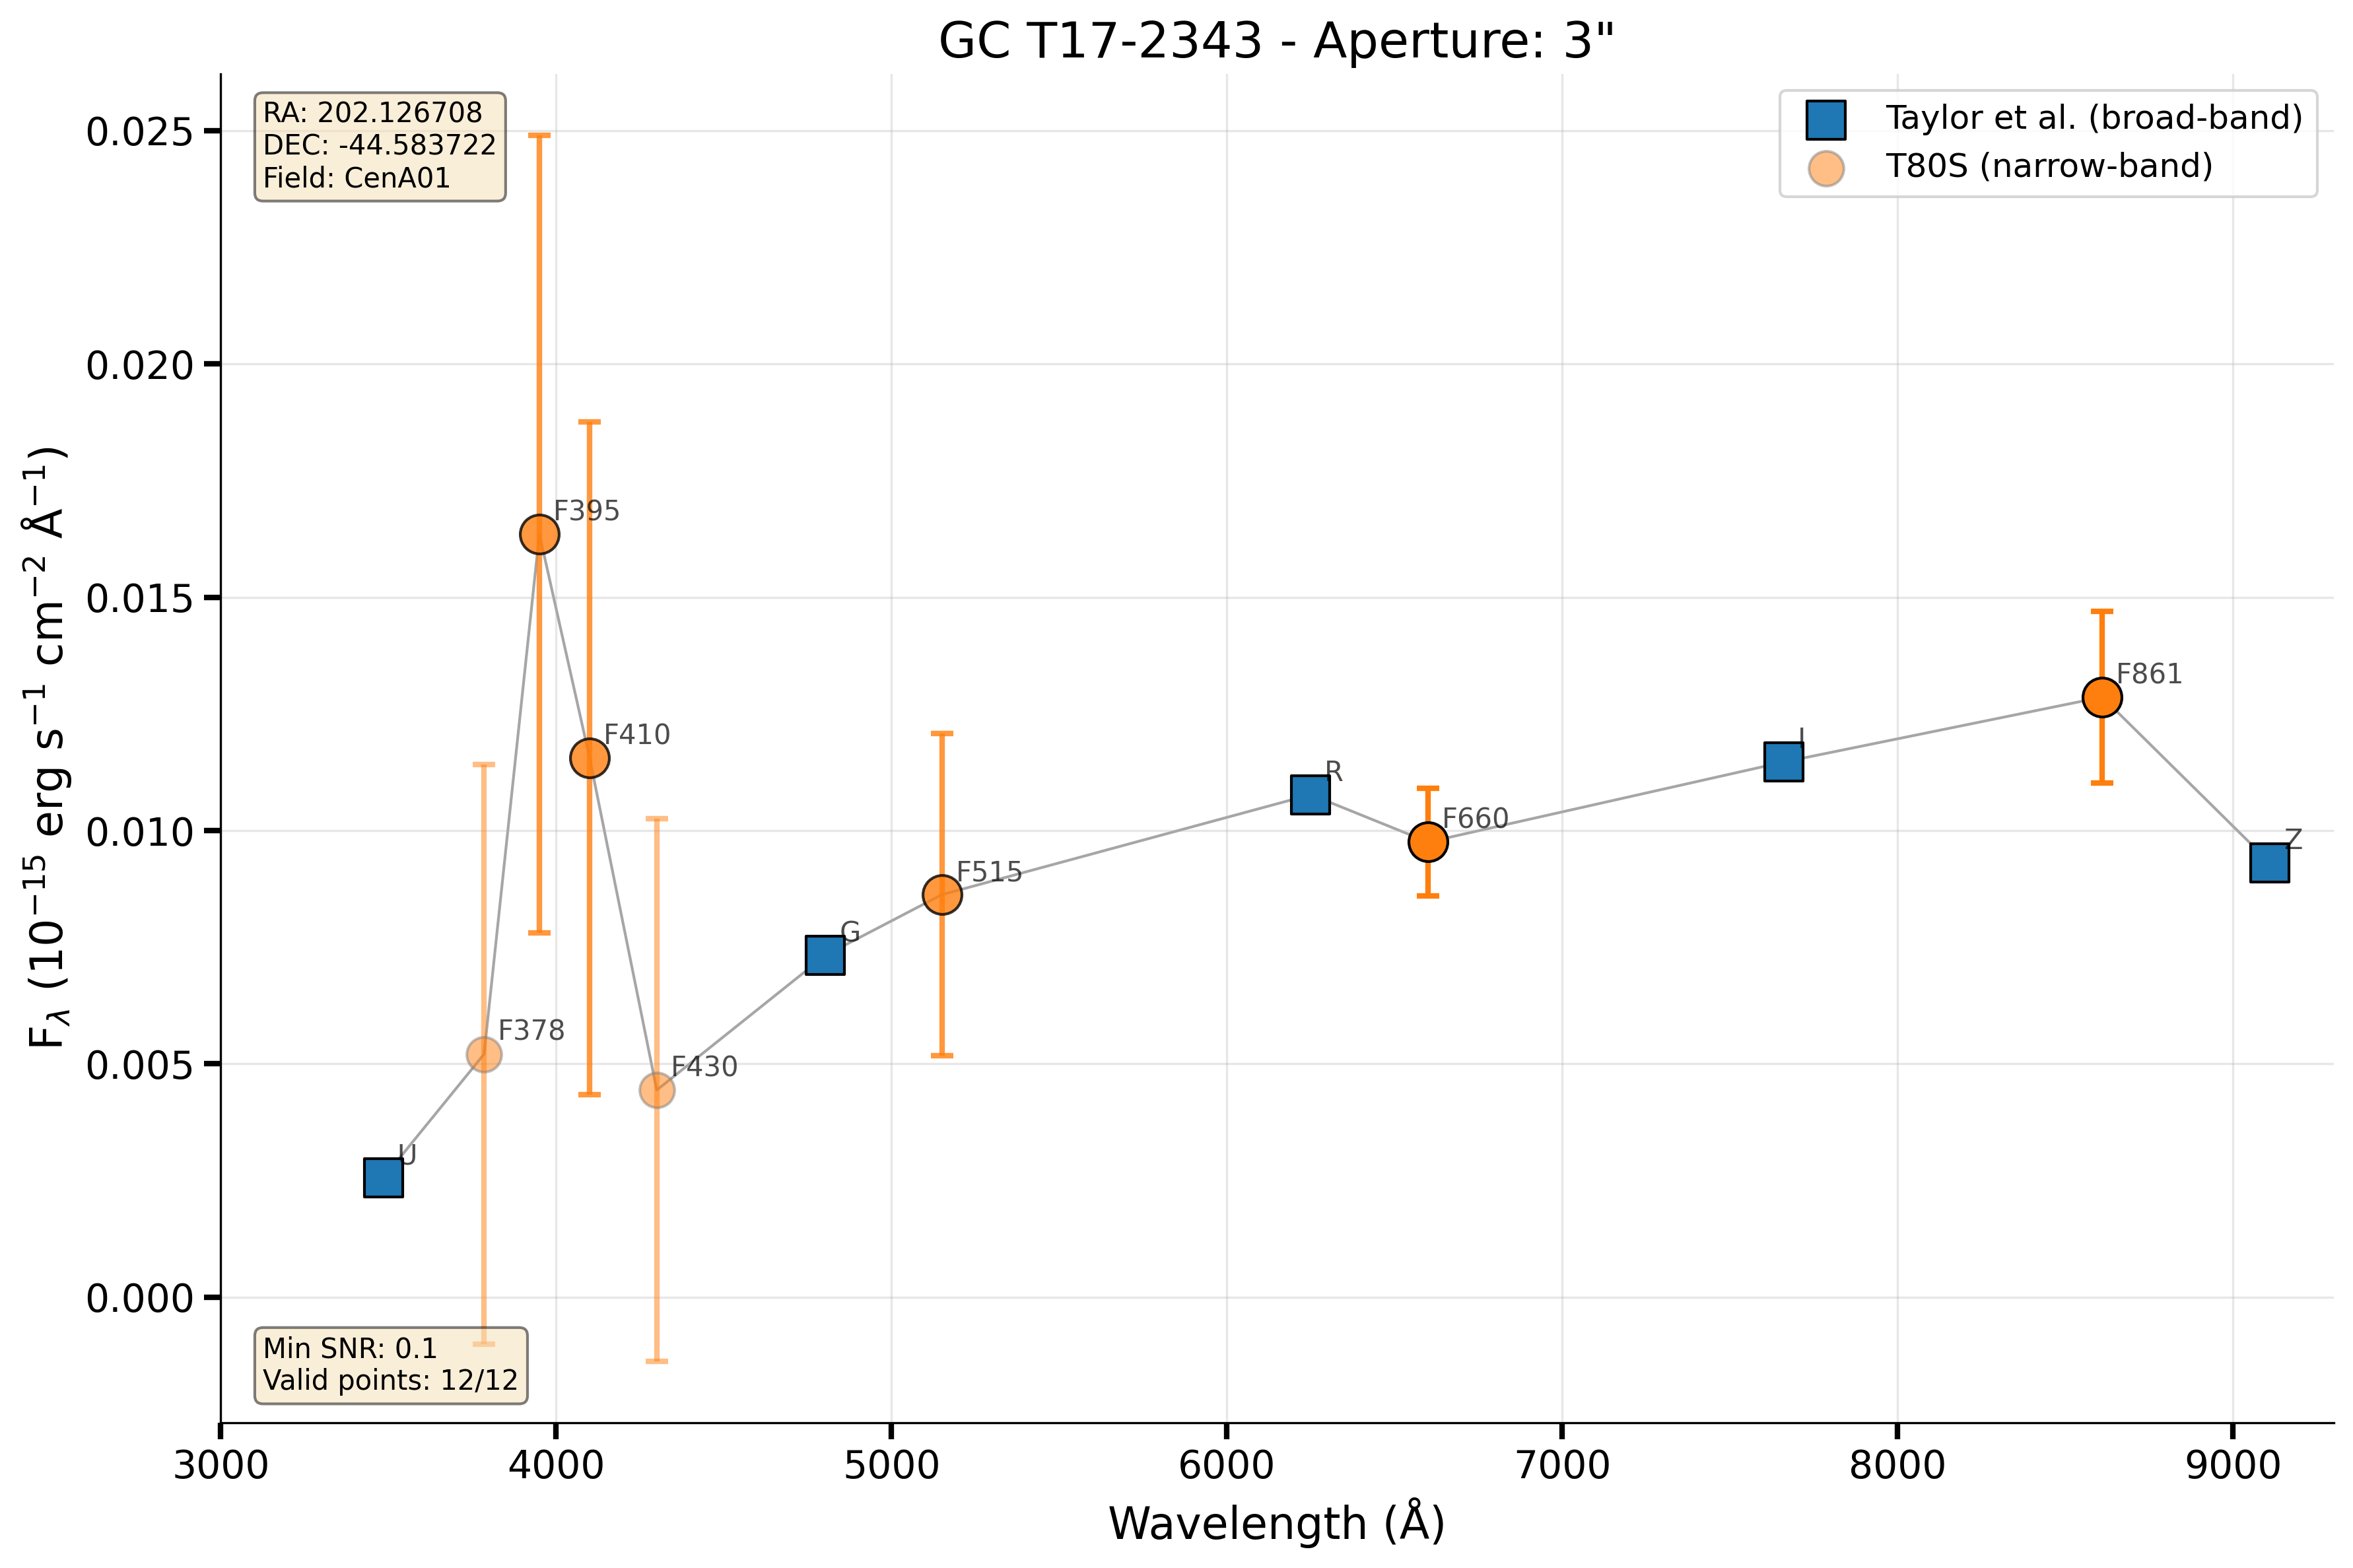 GC T17-2343 - Aperture: 3"
RA: 202.126708
DEC: -44.583722
Field: CenA01
Taylor et al. (broad-band)
T80S (narrow-band)
F$_{\lambda}$ (10$^{-15}$ erg s$^{-1}$ cm$^{-2}$ Å$^{-1}$)
0.025
0.020
0.015
0.010
0.005
0.000
F395
F410
F378
F430
U
G
F515
R
F660
I
F861
Z
Min SNR: 0.1
Valid points: 12/12
3000 4000 5000 6000 7000 8000 9000
Wavelength (Å)